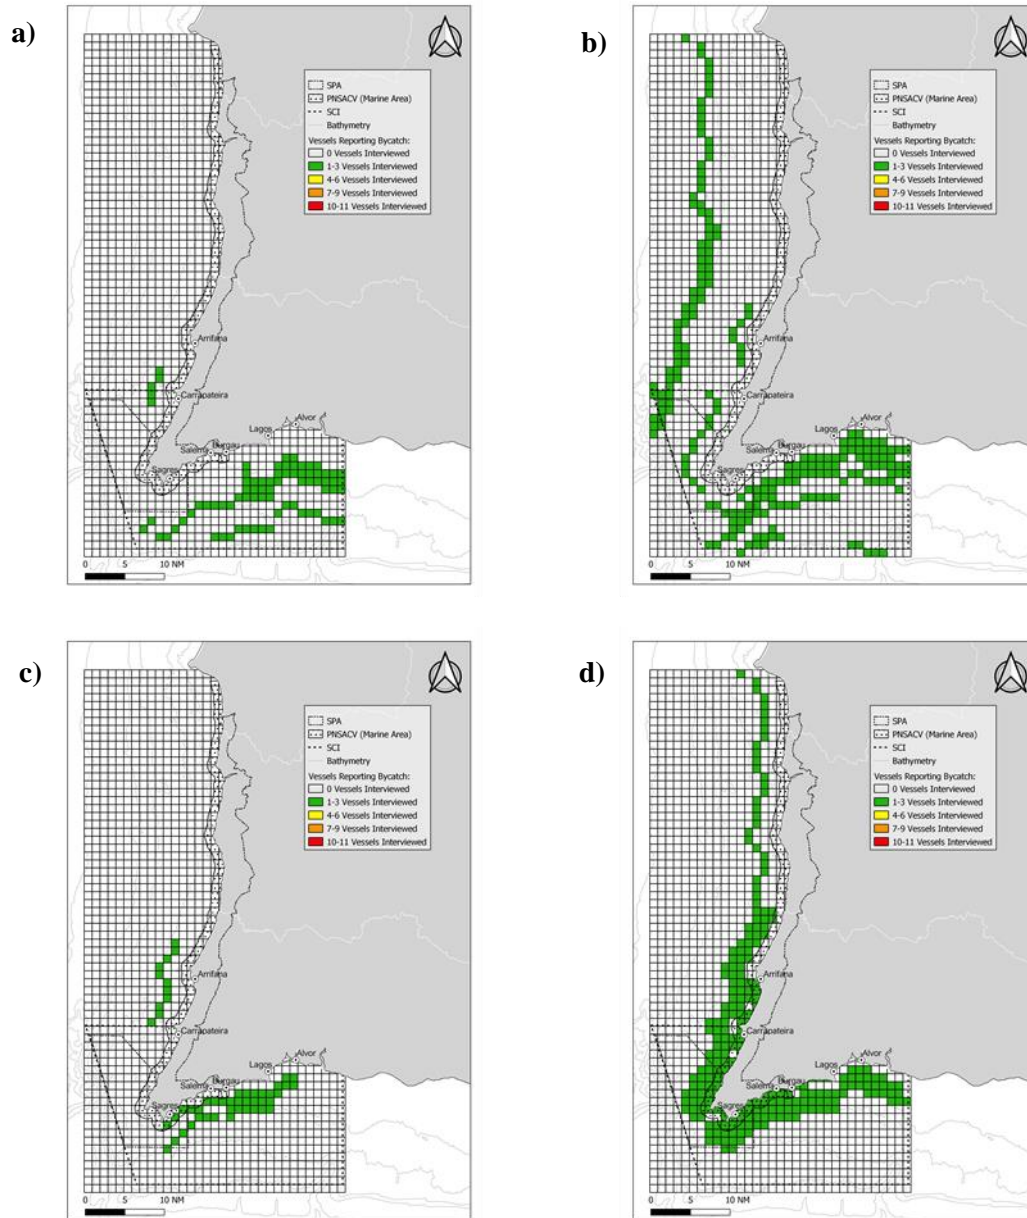 a)
SPA
PNSACV (Marine Area)
SCI
Bathymetry
Vessels Reporting Bycatch:
0 Vessels Interviewed
1-3 Vessels Interviewed
4-6 Vessels Interviewed
7-9 Vessels Interviewed
10-11 Vessels Interviewed
Arrifana
Carrapateira
Alvor
Lagos
Burgau
Salema
Sagres
0 5 10 NM
b)
SPA
PNSACV (Marine Area)
SCI
Bathymetry
Vessels Reporting Bycatch:
0 Vessels Interviewed
1-3 Vessels Interviewed
4-6 Vessels Interviewed
7-9 Vessels Interviewed
10-11 Vessels Interviewed
Arrifana
Carrapateira
Alvor
Lagos
Burgau
Salema
Sagres
0 5 10 NM
c)
SPA
PNSACV (Marine Area)
SCI
Bathymetry
Vessels Reporting Bycatch:
0 Vessels Interviewed
1-3 Vessels Interviewed
4-6 Vessels Interviewed
7-9 Vessels Interviewed
10-11 Vessels Interviewed
Arrifana
Carrapateira
Alvor
Lagos
Burgau
Salema
Sagres
0 5 10 NM
d)
SPA
PNSACV (Marine Area)
SCI
Bathymetry
Vessels Reporting Bycatch:
0 Vessels Interviewed
1-3 Vessels Interviewed
4-6 Vessels Interviewed
7-9 Vessels Interviewed
10-11 Vessels Interviewed
Arrifana
Carrapateira
Alvor
Lagos
Burgau
Salema
Sagres
0 5 10 NM